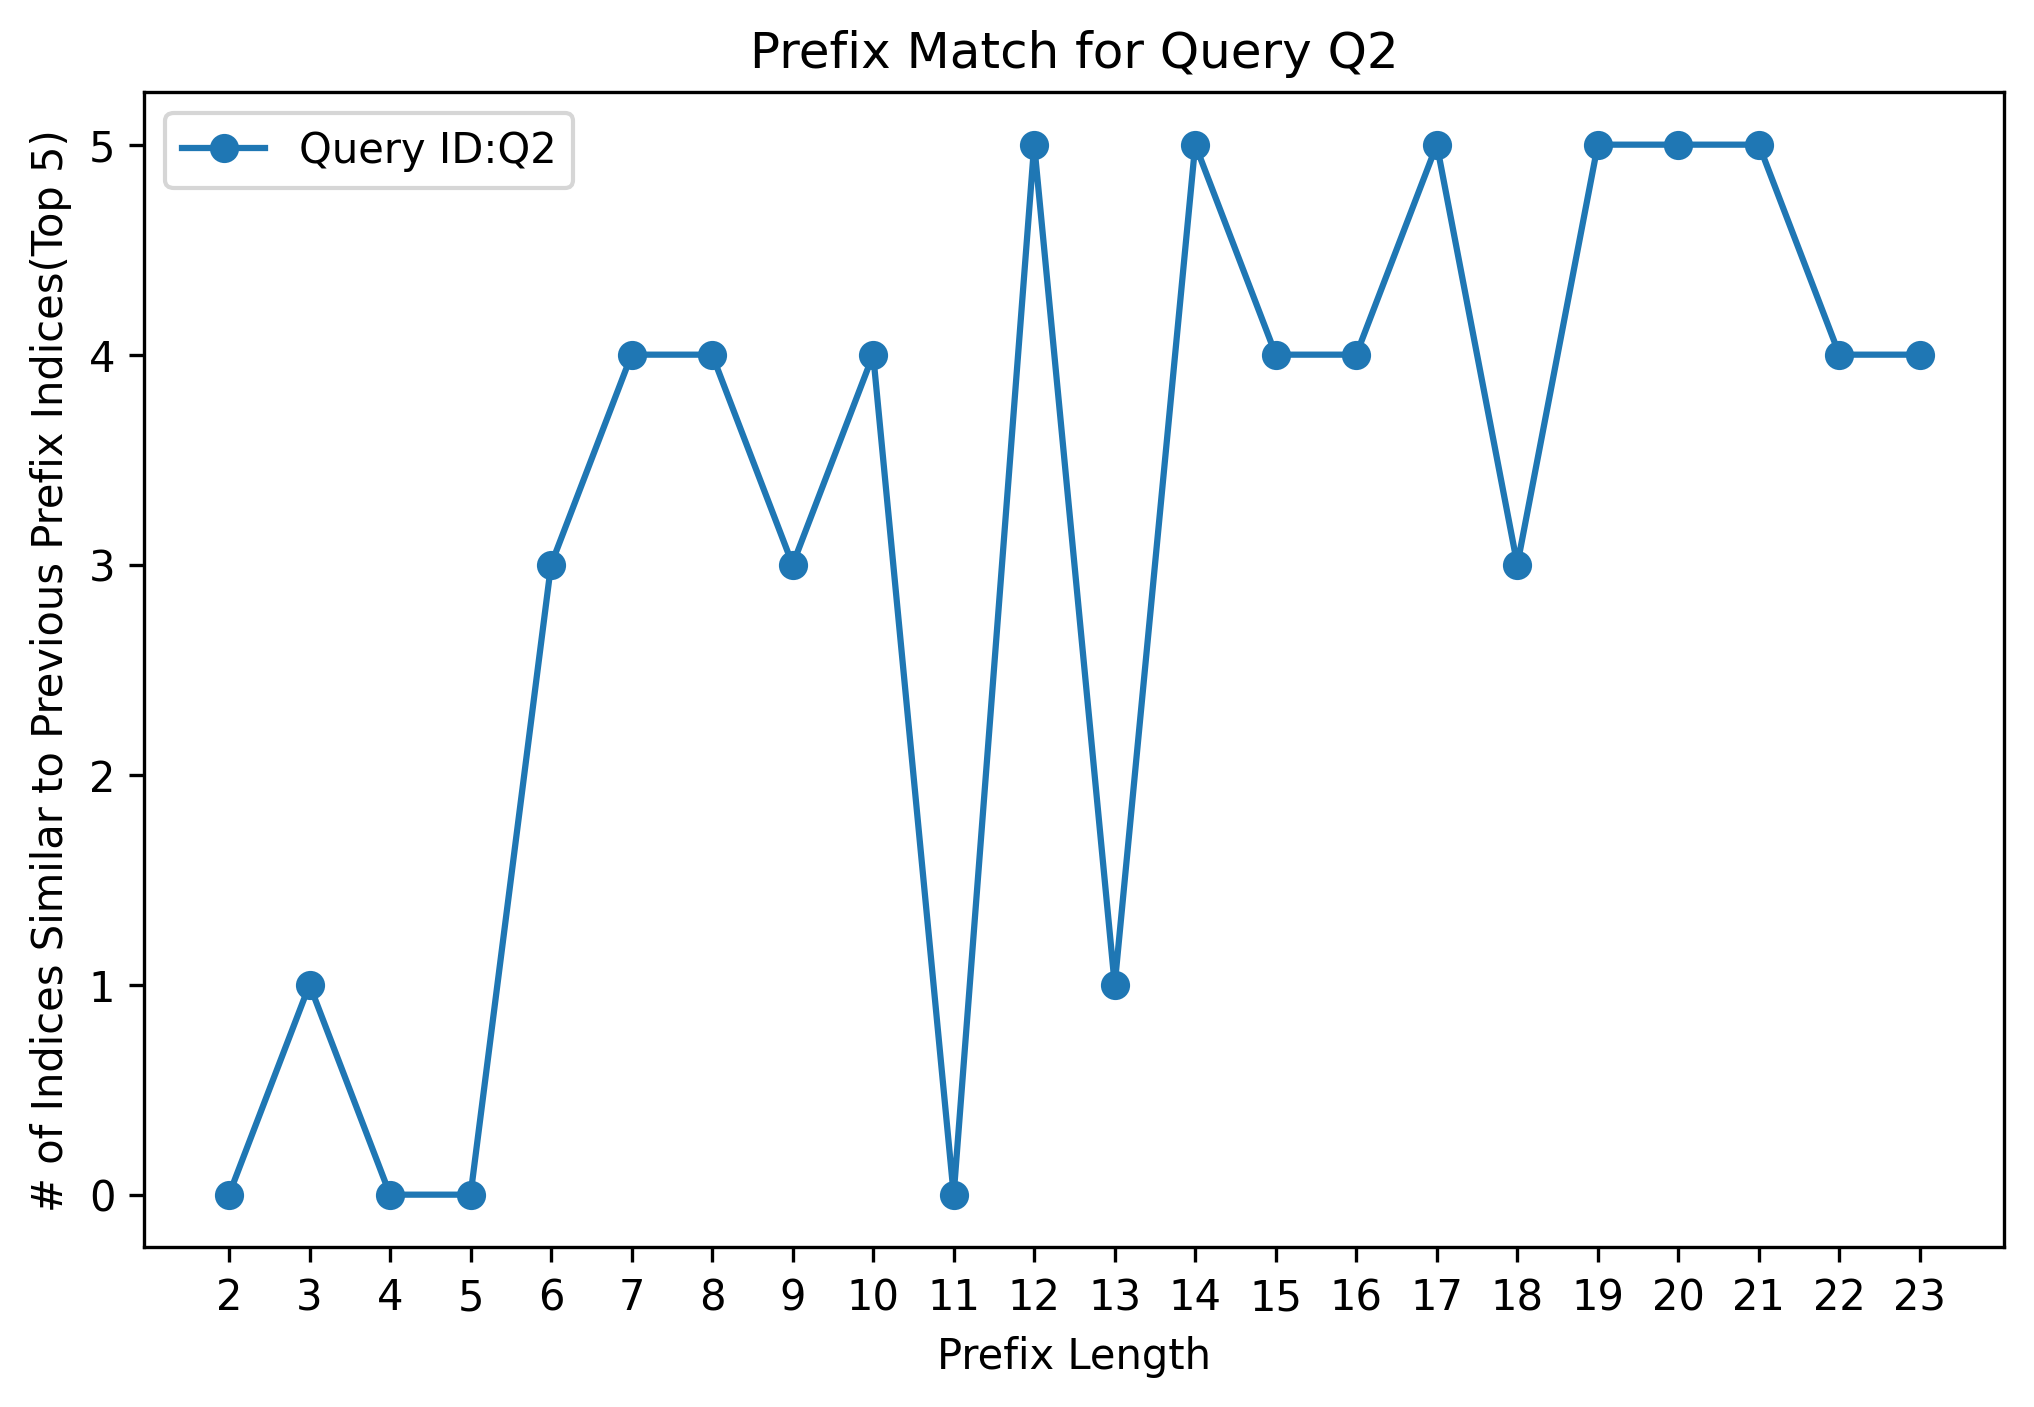 Prefix Match for Query Q2
Query ID:Q2
# of Indices Similar to Previous Prefix Indices(Top 5)
5
4
3
2
1
0
2 3 4 5 6 7 8 9 10 11 12 13 14 15 16 17 18 19 20 21 22 23
Prefix Length